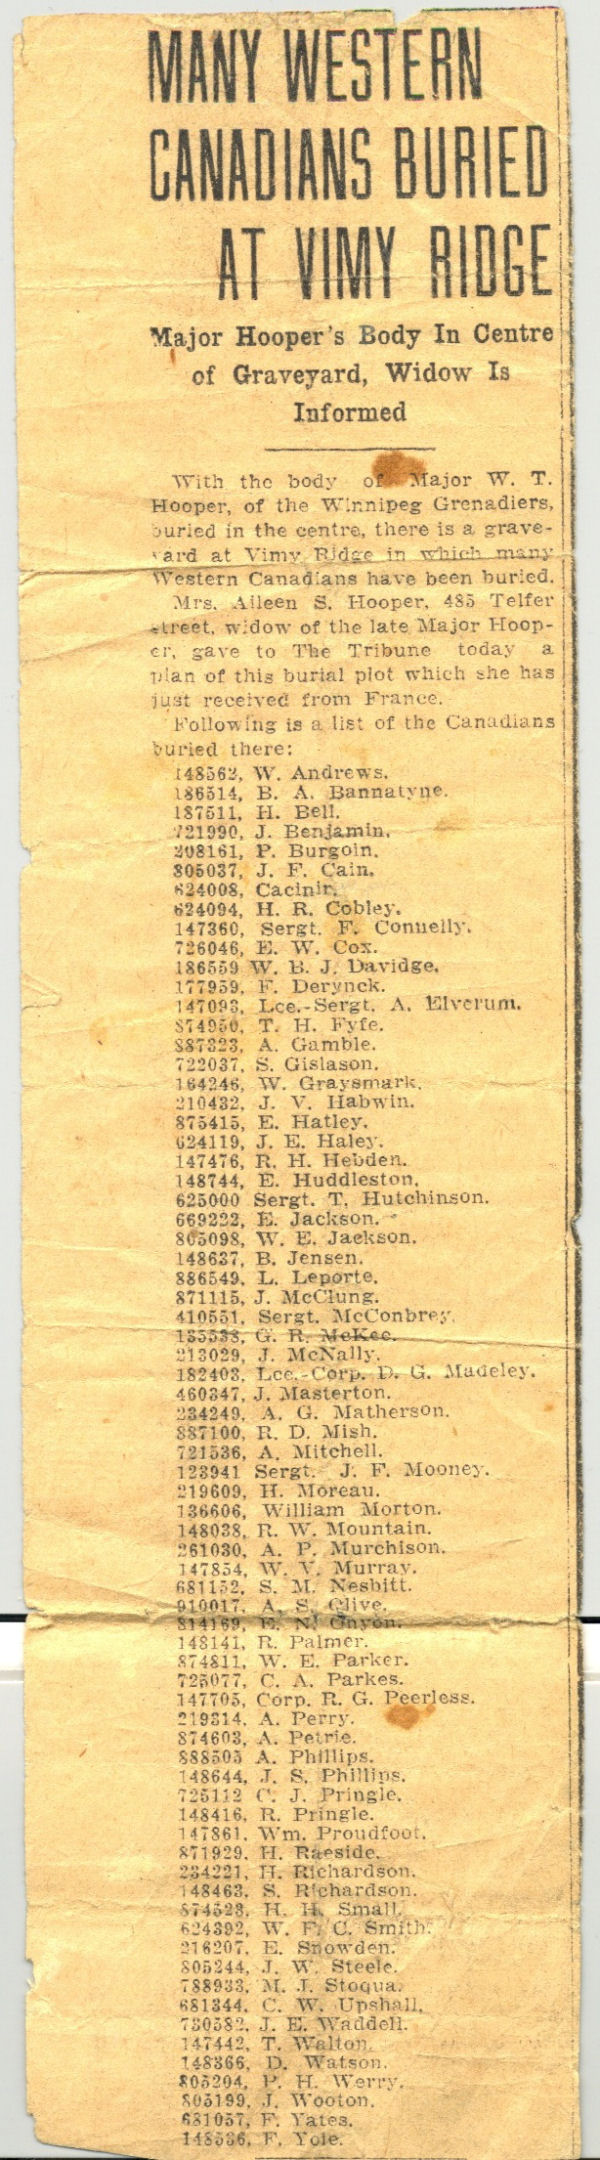 MANY WESTERN
CANADIANS BURIED
AT VIMY RIDGE
Major Hooper's Body In Centre
of Graveyard, Widow Is
Informed
With the body of Major W. T.
Hooper, of the Winnipeg Grenadiers,
buried in the centre, there is a grave-
yard at Vimy Ridge in which many
Western Canadians have been buried.
Mrs. Aileen S. Hooper, 485 Telfer
street, widow of the late Major Hoop-
er, gave to The Tribune today a
plan of this burial plot which she has
just received from France.
Following is a list of the Canadians
buried there:
148562, W. Andrews.
186514, B. A. Bannatyne.
187511, H. Bell.
721990, J. Benjamin.
208161, P. Burgoin.
805037, J. F. Cain.
624008, Cacinir.
624094, H. R. Cobley.
147360, Sergt. F. Connelly.
726046, E. W. Cox.
186559 W. B. J. Davidge.
177959, F. Derynck.
147093, Lce.-Sergt. A. Elverum.
874950, T. H. Fyfe.
887323, A. Gamble.
722037, S. Gislason.
164246, W. Graysmark.
210432, J. V. Habwin.
875415, E. Hatley.
624119, J. E. Haley.
147476, R. H. Hebden.
148744, E. Huddleston.
625000 Sergt. T. Hutchinson.
669222, E. Jackson.
805098, W. E. Jackson.
148637, B. Jensen.
886549, L. Leporte.
871115, J. McClung.
410551, Sergt. McConbrey.
135538, G. R. McKee.
213029, J. McNally.
182403, Lce.-Corp. D. G. Madeley.
460347, J. Masterton.
234249, A. G. Matherson.
887100, R. D. Mish.
721536, A. Mitchell.
123941 Sergt. J. F. Mooney.
219609, H. Moreau.
136606, William Morton.
148038, R. W. Mountain.
261030, A. P. Murchison.
147854, W. V. Murray.
681152, S. M. Nesbitt.
910017, A. S. Olive.
814169, E. N. Onyon.
148141, R. Palmer.
874811, W. E. Parker.
725077, C. A. Parkes.
147705, Corp. R. G. Peerless.
219314, A. Perry.
874603, A. Petrie.
888505 A. Phillips.
148644, J. S. Phillips.
725112 C. J. Pringle.
148416, R. Pringle.
147861, Wm. Proudfoot.
871929, H. Raeside.
234221, H. Richardson.
148463, S. Richardson.
874528, H. H. Small.
624392, W. F. C. Smith.
216207, E. Snowden.
805244, J. W. Steele.
788933, M. J. Stoqua.
681344, C. W. Upshall.
730582, J. E. Waddell.
147442, T. Walton.
148366, D. Watson.
805204, P. H. Werry.
805199, J. Wooton.
681057, F. Yates.
148536, F. Yole.